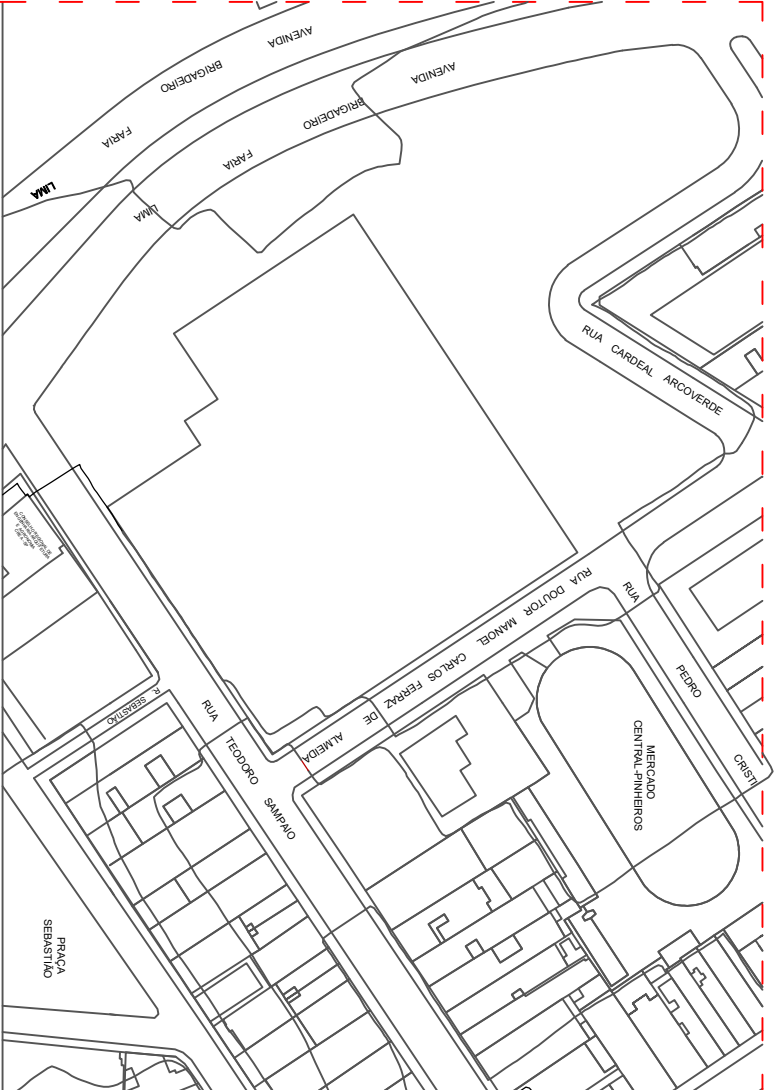 AVENIDA BRIGADEIRO FARIA LIMA
AVENIDA BRIGADEIRO FARIA LIMA
RUA CARDEAL ARCOVERDE
RUA DOUTOR MANOEL CARLOS FERRAZ DE ALMEIDA
RUA PEDRO CRISTI
MERCADO
CENTRAL-PINHEIROS
RUA TEODORO SAMPAIO
R. SEBASTIÃO
PRAÇA
SEBASTIÃO